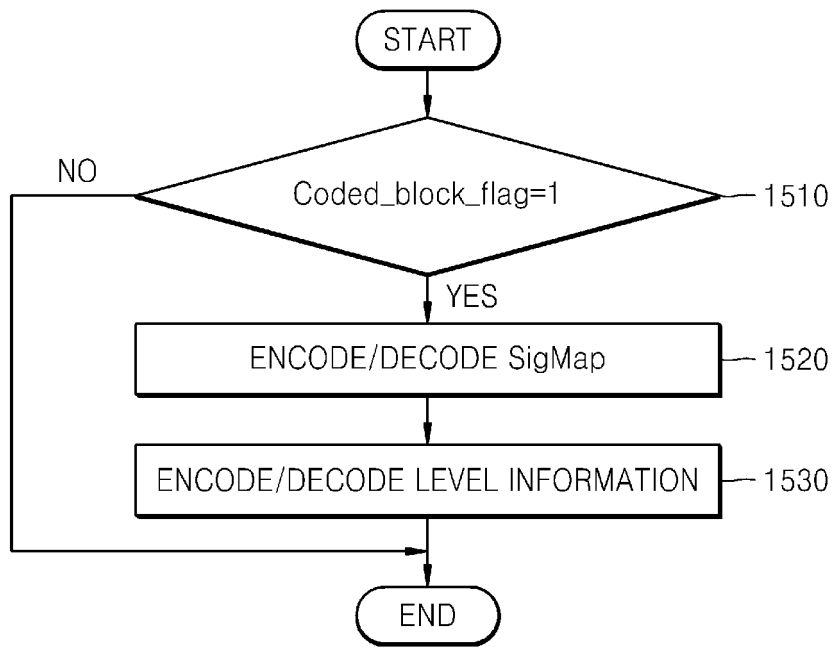 START
NO
Coded_block_flag=1
1510
YES
ENCODE/DECODE SigMap
1520
ENCODE/DECODE LEVEL INFORMATION
1530
END